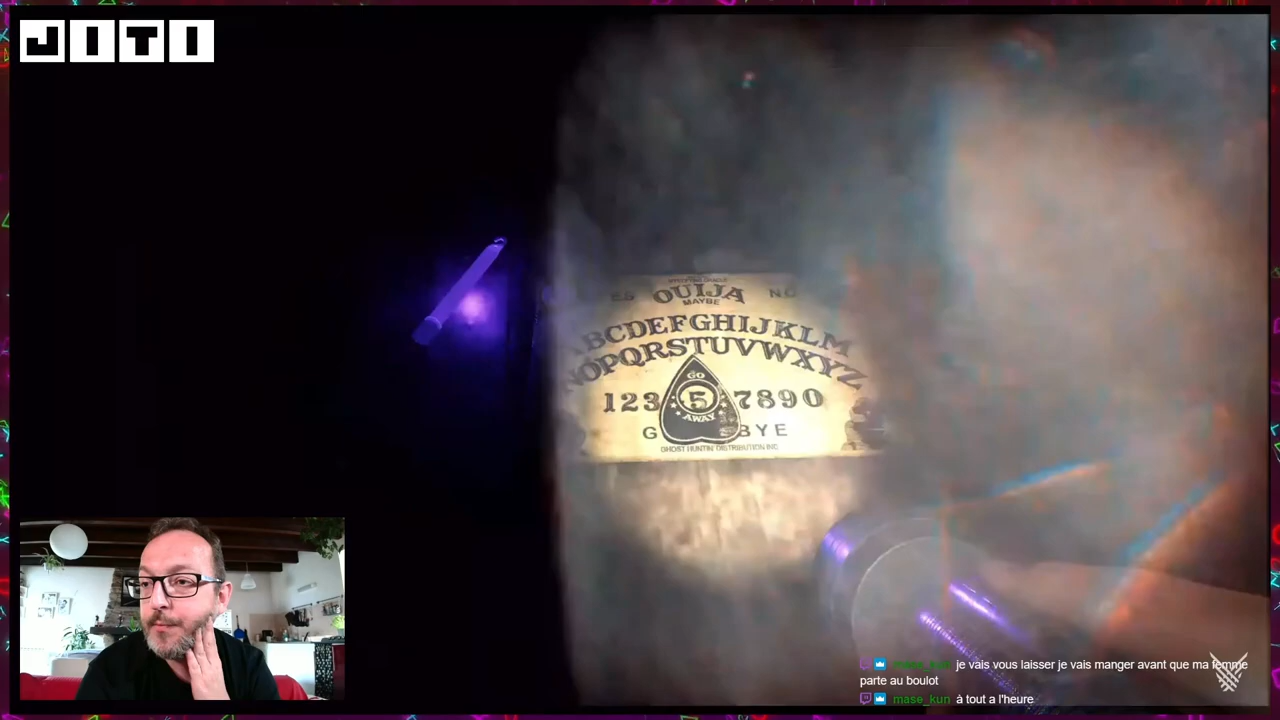 JITI
OUIJA
MAYBE
ABCDEFGHIJKLM
NOPQRSTUVWXYZ
GO
123 5 7890
AWAY
G BYE
GHOST HUNTIN' DISTRIBUTION INC
mase_kun je vais vous laisser je vais manger avant que ma femme
parte au boulot
mase_kun à tout a l'heure